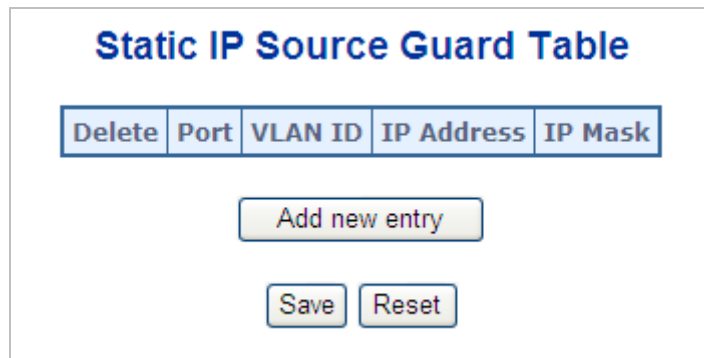 Static IP Source Guard Table
Delete Port VLAN ID IP Address IP Mask
Add new entry
Save Reset